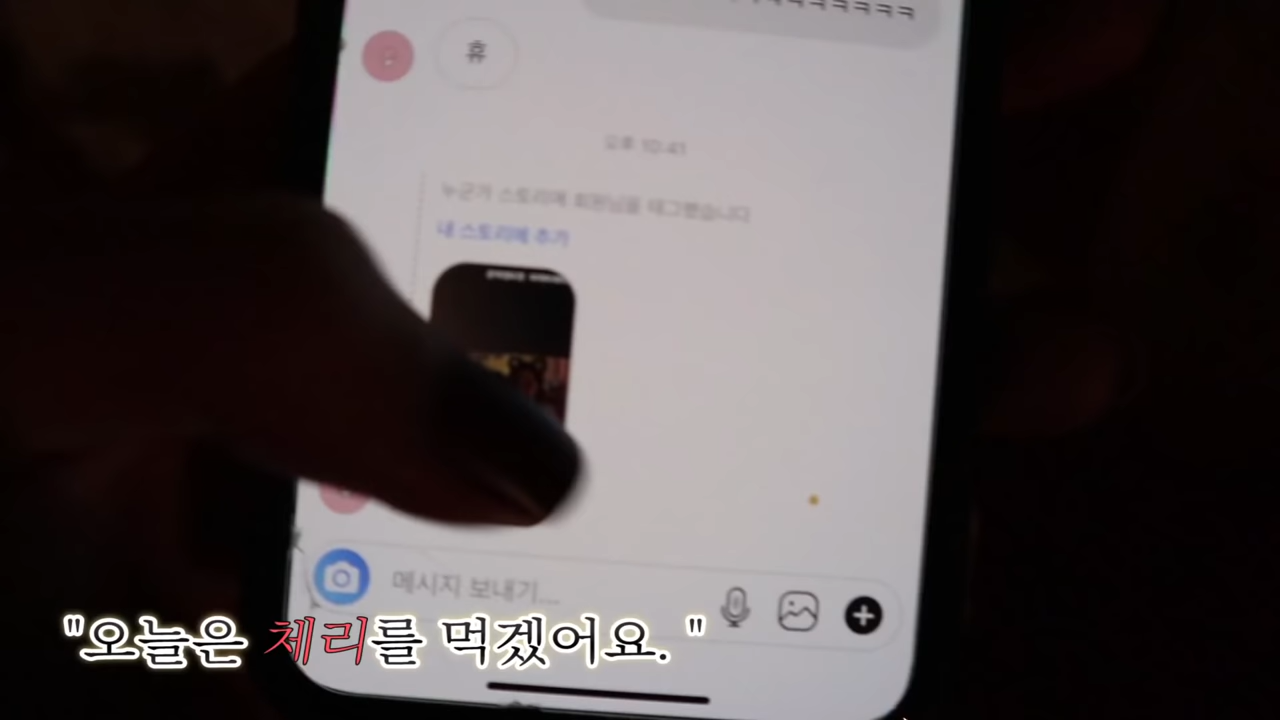 ㅋㅋㅋㅋㅋㅋ
휴
오후 10:41
누군가 스토리에 회원님을 태그했습니다
내 스토리에 추가
메시지 보내기...
"오늘은 체리를 먹겠어요. "